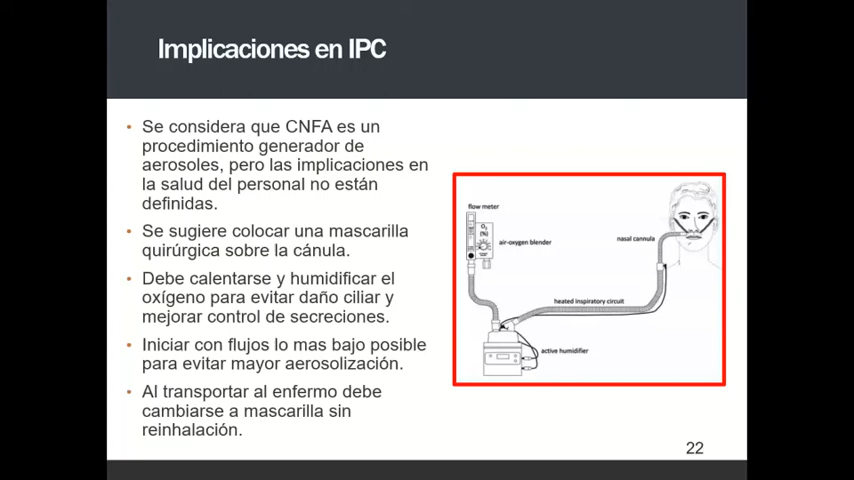 Implicaciones en IPC
• Se considera que CNFA es un
procedimiento generador de
aerosoles, pero las implicaciones en
la salud del personal no están
definidas.
• Se sugiere colocar una mascarilla
quirúrgica sobre la cánula.
• Debe calentarse y humidificar el
oxígeno para evitar daño ciliar y
mejorar control de secreciones.
• Iniciar con flujos lo mas bajo posible
para evitar mayor aerosolización.
• Al transportar al enfermo debe
cambiarse a mascarilla sin
reinhalación.
flow meter
O2
(%)
air-oxygen blender
nasal cannula
heated inspiratory circuit
active humidifier
22